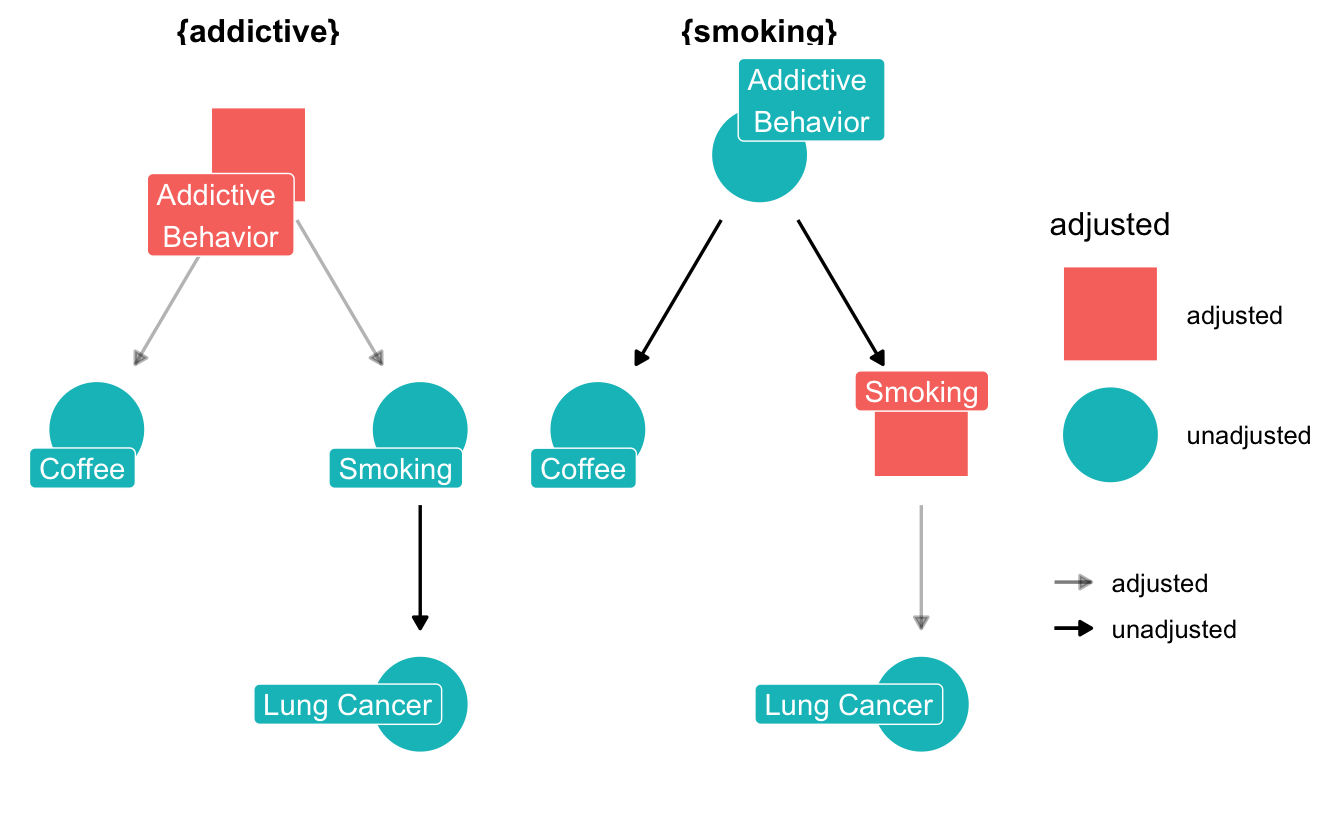 {addictive}
Addictive
Behavior
Coffee
Smoking
Lung Cancer
{smoking}
Addictive
Behavior
Coffee
Smoking
Lung Cancer
adjusted
adjusted
unadjusted
adjusted
unadjusted